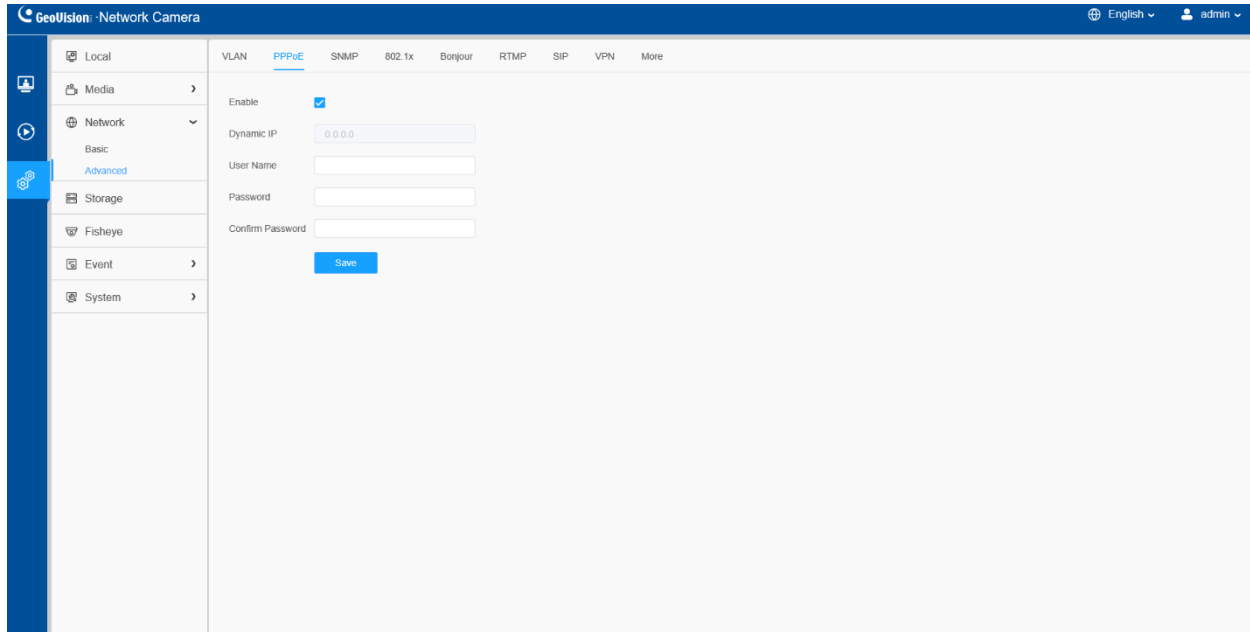 GeoVision Network Camera
English
admin
Local
Media
Network
Basic
Advanced
Storage
Fisheye
Event
System
VLAN PPPoE SNMP 802.1x Bonjour RTMP SIP VPN More
Enable
Dynamic IP 0.0.0.0
User Name
Password
Confirm Password
Save